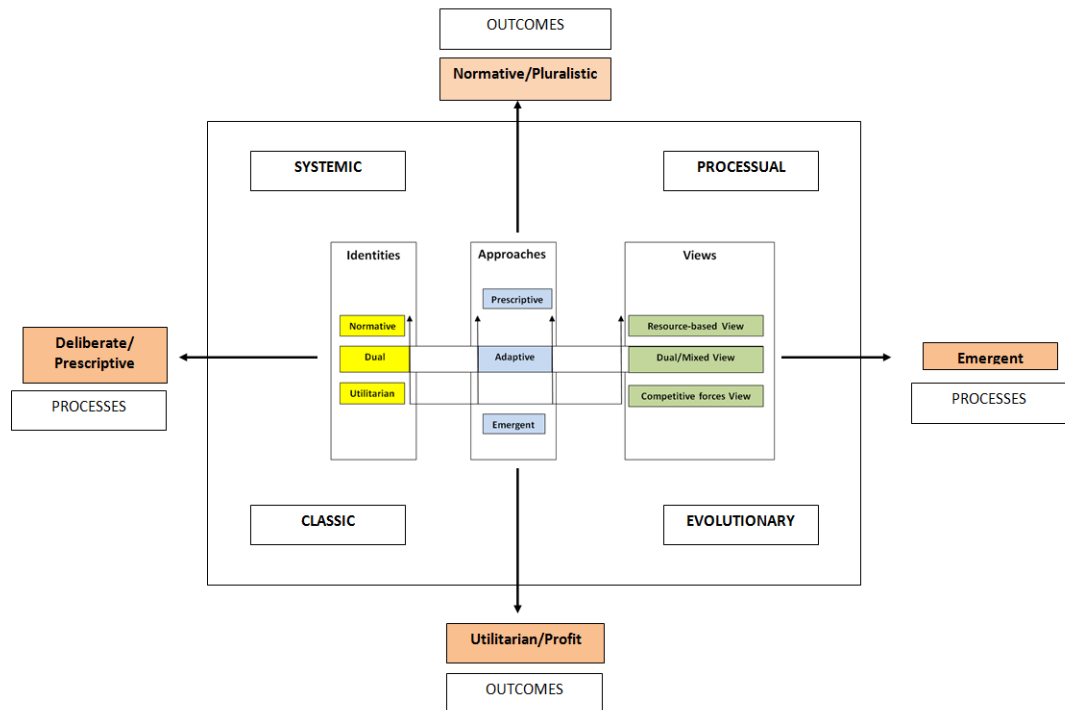 OUTCOMES
Normative/Pluralistic
SYSTEMIC
PROCESSUAL
Identities
Approaches
Views
Prescriptive
Normative
Resource-based View
Deliberate/
Prescriptive
Dual
Adaptive
Dual/Mixed View
Emergent
PROCESSES
Utilitarian
Competitive forces View
PROCESSES
Emergent
CLASSIC
EVOLUTIONARY
Utilitarian/Profit
OUTCOMES